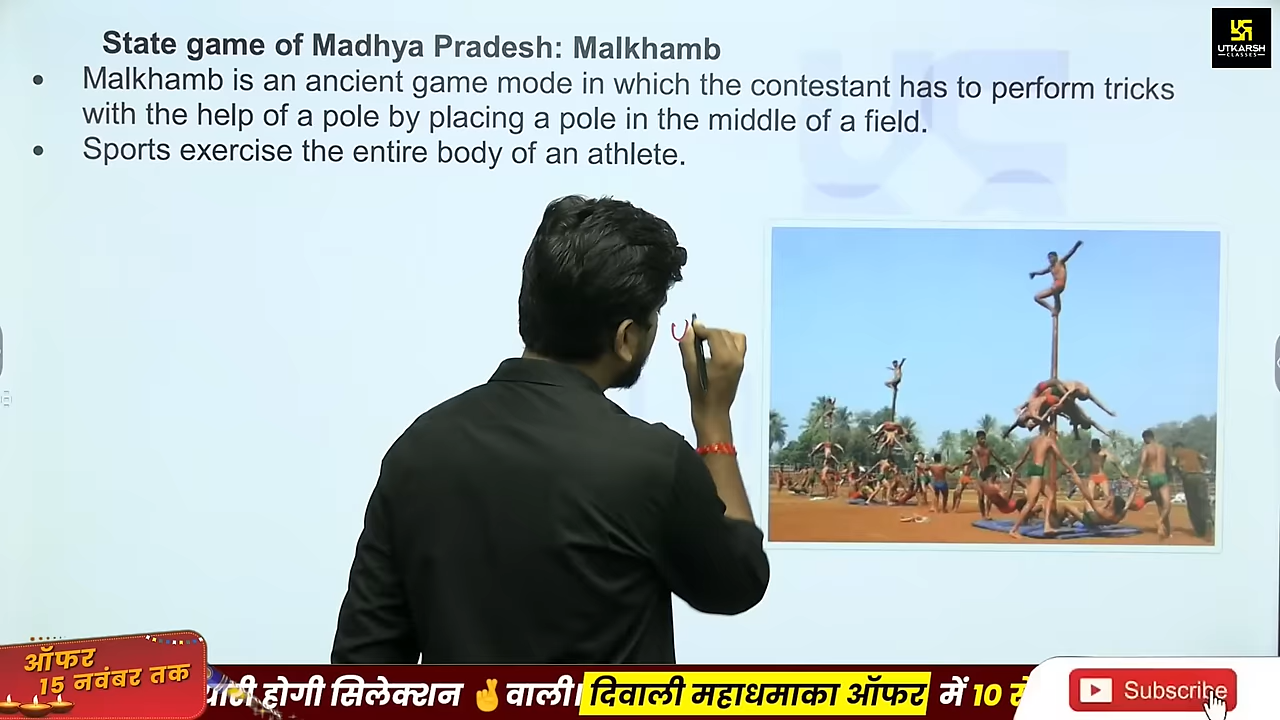 State game of Madhya Pradesh: Malkhamb
UTKARSH
CLASSES
• Malkhamb is an ancient game mode in which the contestant has to perform tricks
with the help of a pole by placing a pole in the middle of a field.
• Sports exercise the entire body of an athlete.
ऑफर
15 नवंबर तक
होगी सिलेक्शन 🤞 वाली। दिवाली महाधमाका ऑफर में 10
Subscribe